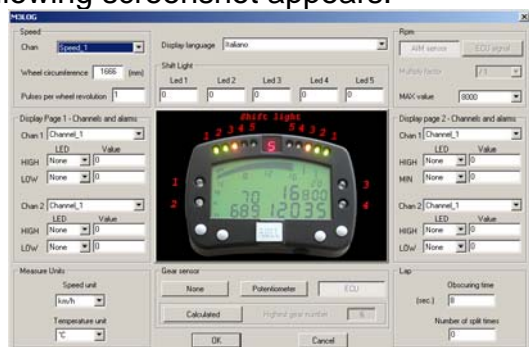 llowing screenshot appears:
M3LOG
Speed
Chan Speed_1
Wheel circumference 1666 (mm)
Pulses per wheel revolution 1
Display language Italiano
Shift Light
Led 1 Led 2 Led 3 Led 4 Led 5
0 0 0 0 0
Rpm
AIM sensor ECU signal
Multiply factor /1
MAX value 8000
Display Page 1 - Channels and alarms
Chan 1 Channel_1
LED Value
HIGH None 0
LOW None 0
Chan 2 Channel_1
LED Value
HIGH None 0
LOW None 0
Shift light
1 2 3 4 5 5 4 3 2 1
5
1
2
3
4
70 16800
68912035
Display page 2 - Channels and alarms
Chan 1 Channel_1
LED Value
HIGH None 0
MIN None 0
Chan 2 Channel_1
LED Value
HIGH None 0
LOW None 0
Measure Units
Speed unit
km/h
Temperature unit
°C
Gear sensor
None Potentiometer ECU
Calculated Highest gear number 6
OK Cancel
Lap
Obscuring time
(sec.) 8
Number of split times
0